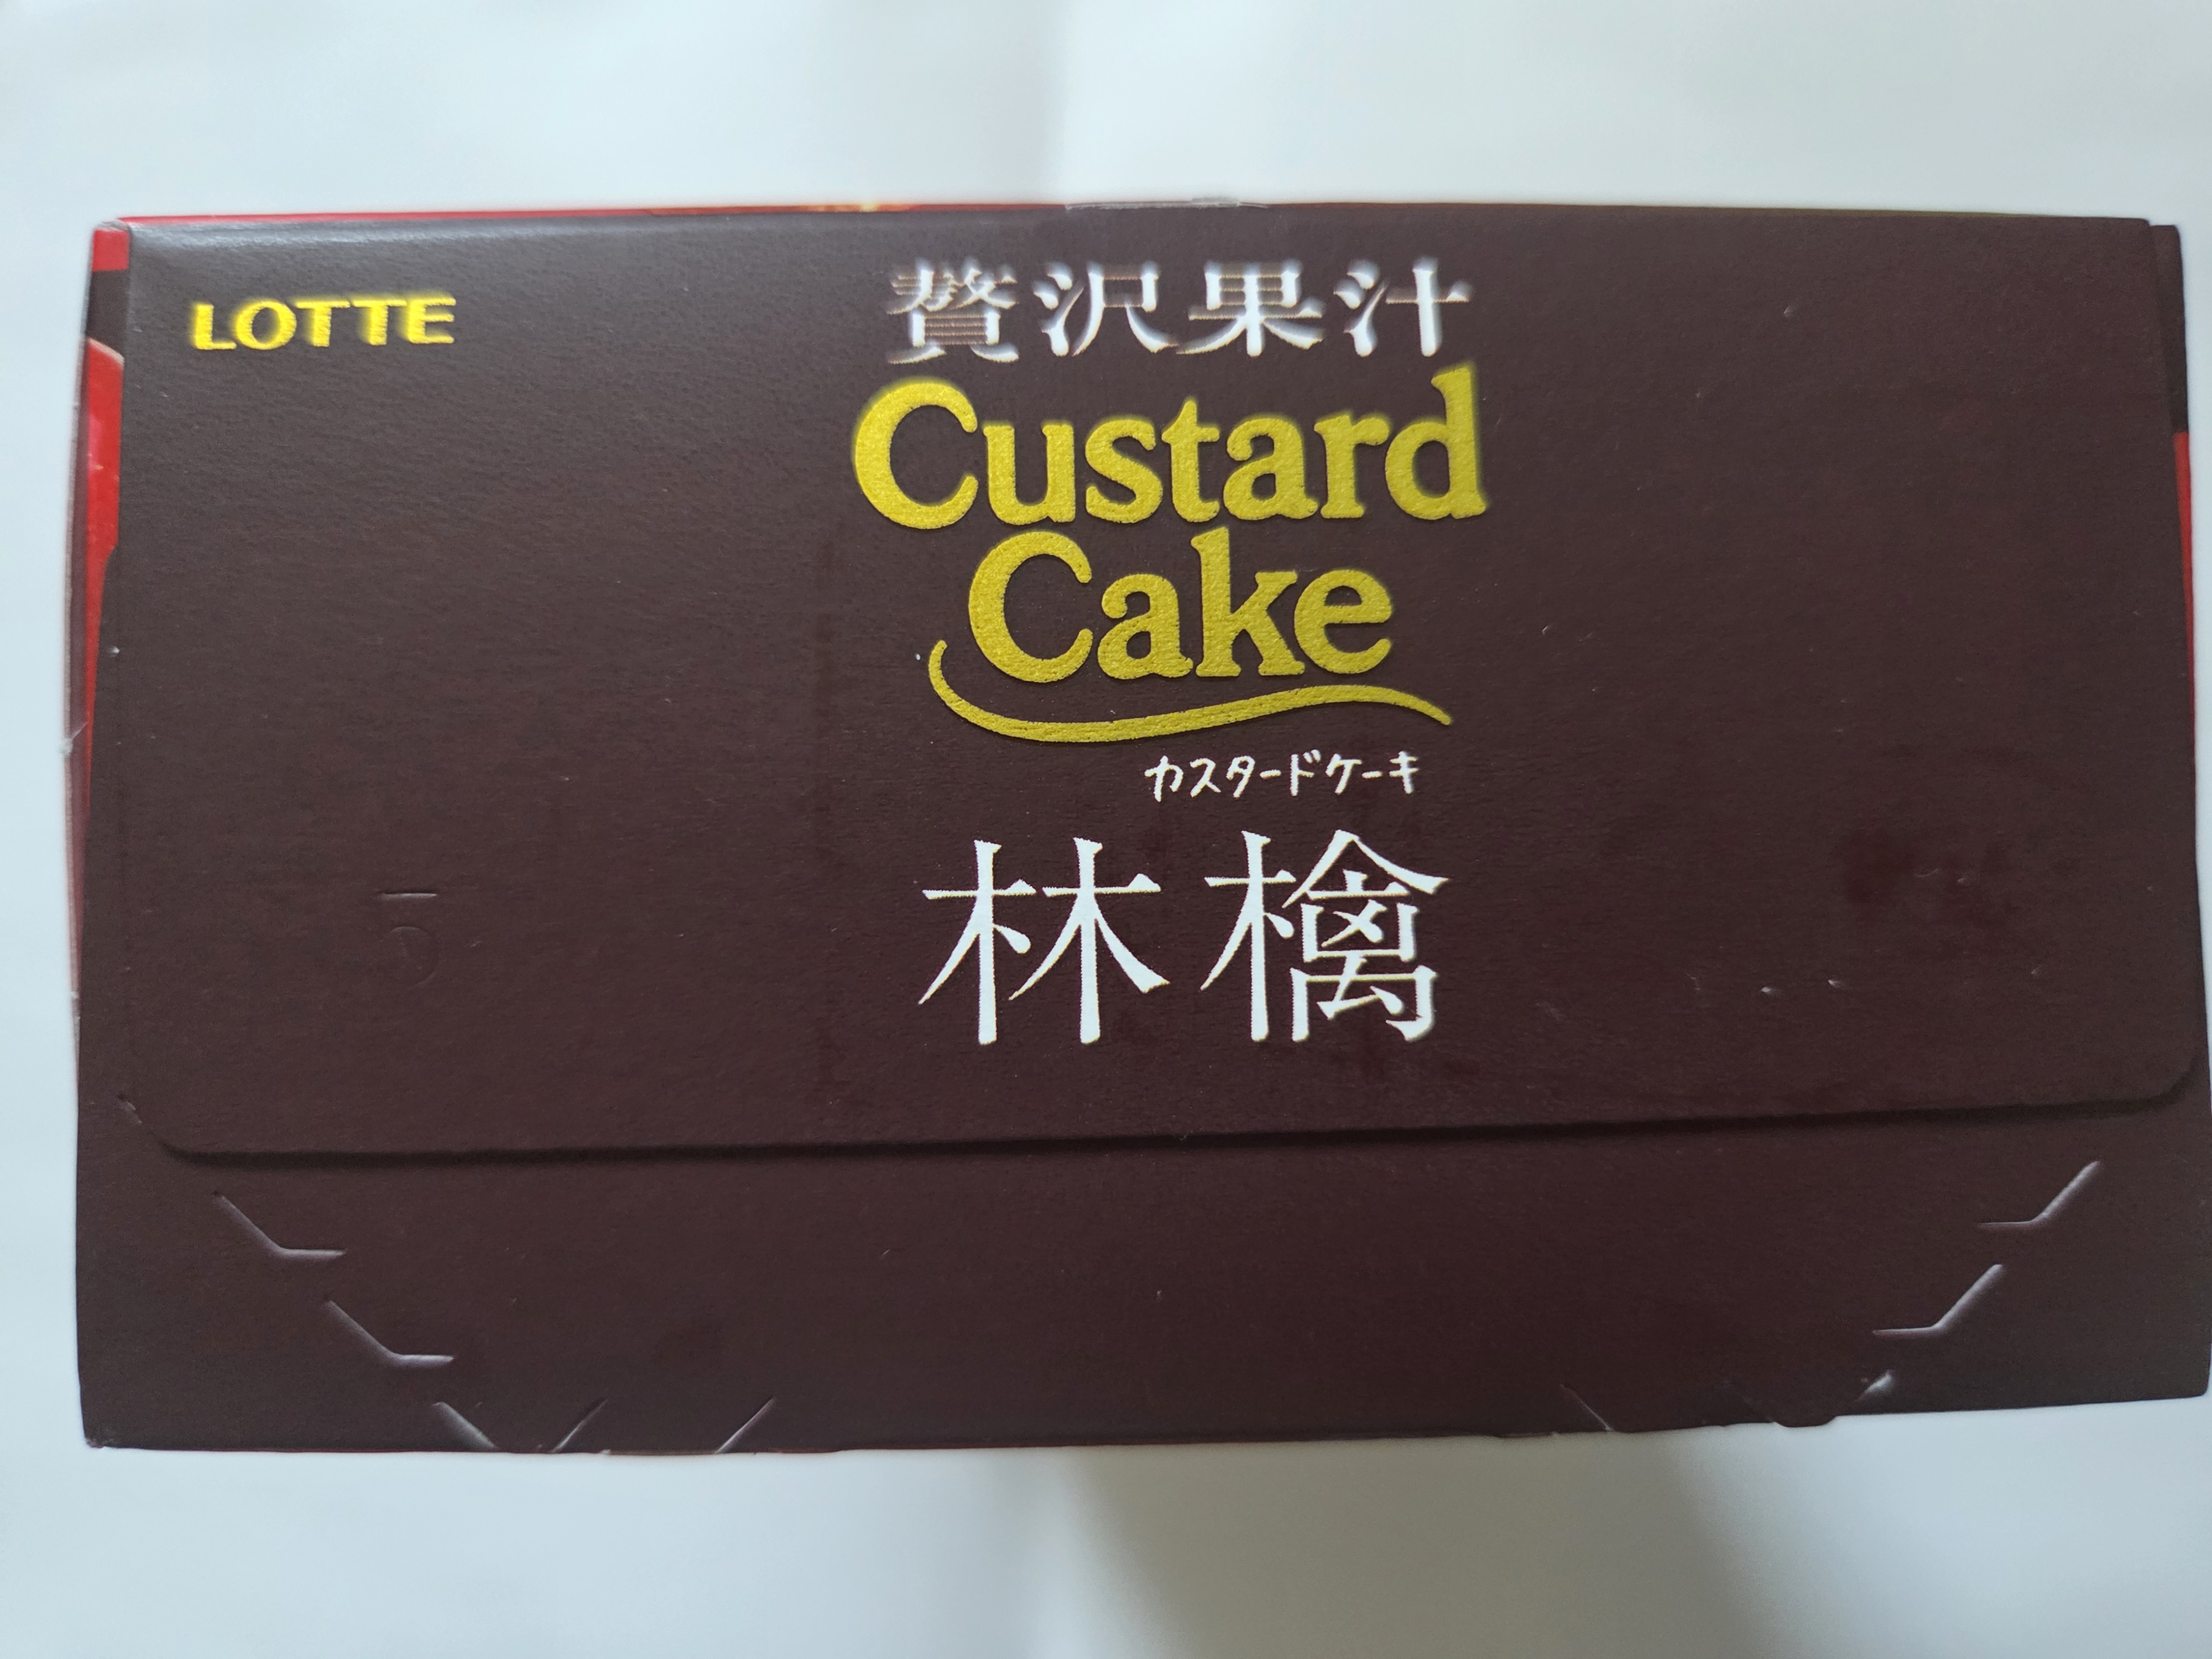 LOTTE
贅沢果汁
Custard
Cake
カスタードケーキ
林檎